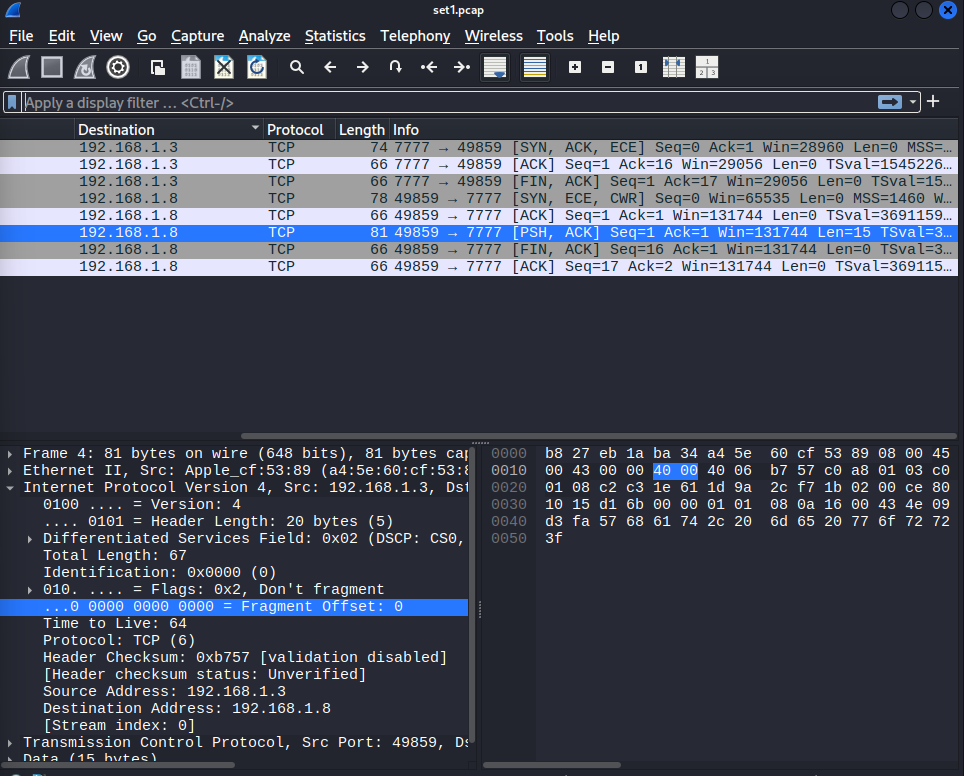 set1.pcap
File Edit View Go Capture Analyze Statistics Telephony Wireless Tools Help
Apply a display filter … <Ctrl-/>
Destination Protocol Length Info
192.168.1.3 TCP 74 7777 → 49859 [SYN, ACK, ECE] Seq=0 Ack=1 Win=28960 Len=0 MSS=…
192.168.1.3 TCP 66 7777 → 49859 [ACK] Seq=1 Ack=16 Win=29056 Len=0 TSval=1545226…
192.168.1.3 TCP 66 7777 → 49859 [FIN, ACK] Seq=1 Ack=17 Win=29056 Len=0 TSval=15…
192.168.1.8 TCP 78 49859 → 7777 [SYN, ECE, CWR] Seq=0 Win=65535 Len=0 MSS=1460 W…
192.168.1.8 TCP 66 49859 → 7777 [ACK] Seq=1 Ack=1 Win=131744 Len=0 TSval=3691159…
192.168.1.8 TCP 81 49859 → 7777 [PSH, ACK] Seq=1 Ack=1 Win=131744 Len=15 TSval=3…
192.168.1.8 TCP 66 49859 → 7777 [FIN, ACK] Seq=16 Ack=1 Win=131744 Len=0 TSval=3…
192.168.1.8 TCP 66 49859 → 7777 [ACK] Seq=17 Ack=2 Win=131744 Len=0 TSval=369115…
Frame 4: 81 bytes on wire (648 bits), 81 bytes cap
Ethernet II, Src: Apple_cf:53:89 (a4:5e:60:cf:53:8
Internet Protocol Version 4, Src: 192.168.1.3, Dst
0100 .... = Version: 4
.... 0101 = Header Length: 20 bytes (5)
Differentiated Services Field: 0x02 (DSCP: CS0,
Total Length: 67
Identification: 0x0000 (0)
010. .... = Flags: 0x2, Don't fragment
...0 0000 0000 0000 = Fragment Offset: 0
Time to Live: 64
Protocol: TCP (6)
Header Checksum: 0xb757 [validation disabled]
[Header checksum status: Unverified]
Source Address: 192.168.1.3
Destination Address: 192.168.1.8
[Stream index: 0]
Transmission Control Protocol, Src Port: 49859, Ds
Data (15 bytes)
0000 b8 27 eb 1a ba 34 a4 5e 60 cf 53 89 08 00 45
0010 00 43 00 00 40 00 40 06 b7 57 c0 a8 01 03 c0
0020 01 08 c2 c3 1e 61 1d 9a 2c f7 1b 02 00 ce 80
0030 10 15 d1 6b 00 00 01 01 08 0a 16 00 43 4e 09
0040 d3 fa 57 68 61 74 2c 20 6d 65 20 77 6f 72 72
0050 3f